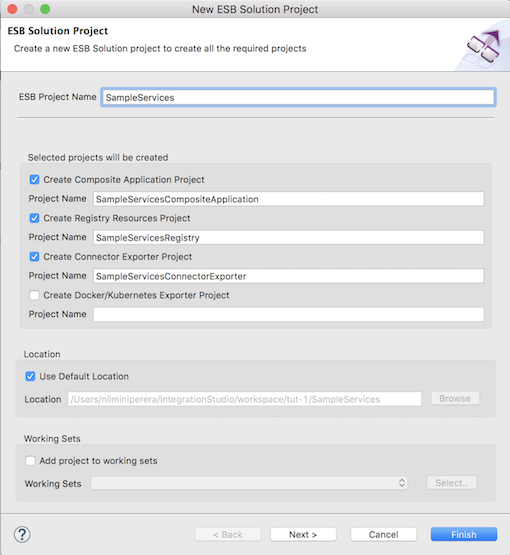 New ESB Solution Project
ESB Solution Project
Create a new ESB Solution project to create all the required projects
ESB Project Name SampleServices
Selected projects will be created
Create Composite Application Project
Project Name SampleServicesCompositeApplication
Create Registry Resources Project
Project Name SampleServicesRegistry
Create Connector Exporter Project
Project Name SampleServicesConnectorExporter
Create Docker/Kubernetes Exporter Project
Project Name
Location
Use Default Location
Location /Users/nilminiperera/IntegrationStudio/workspace/tut-1/SampleServices Browse
Working Sets
Add project to working sets
Working Sets Select..
? < Back Next > Cancel Finish